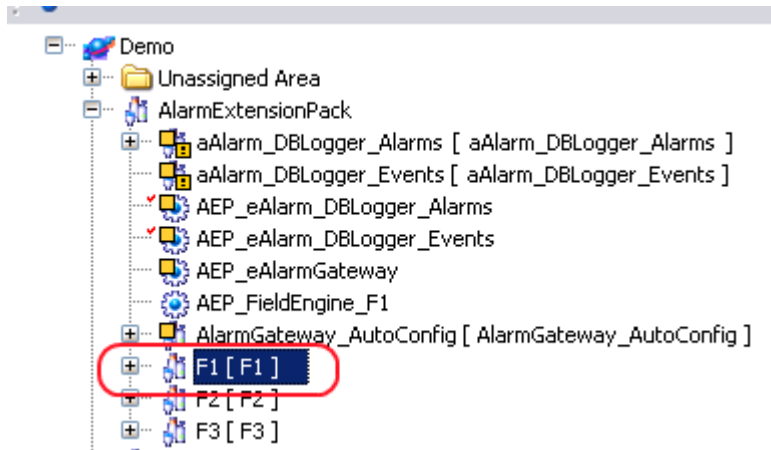 Demo
Unassigned Area
AlarmExtensionPack
aAlarm_DBLogger_Alarms [ aAlarm_DBLogger_Alarms ]
aAlarm_DBLogger_Events [ aAlarm_DBLogger_Events ]
AEP_eAlarm_DBLogger_Alarms
AEP_eAlarm_DBLogger_Events
AEP_eAlarmGateway
AEP_FieldEngine_F1
AlarmGateway_AutoConfig [ AlarmGateway_AutoConfig ]
F1 [ F1 ]
F2 [ F2 ]
F3 [ F3 ]